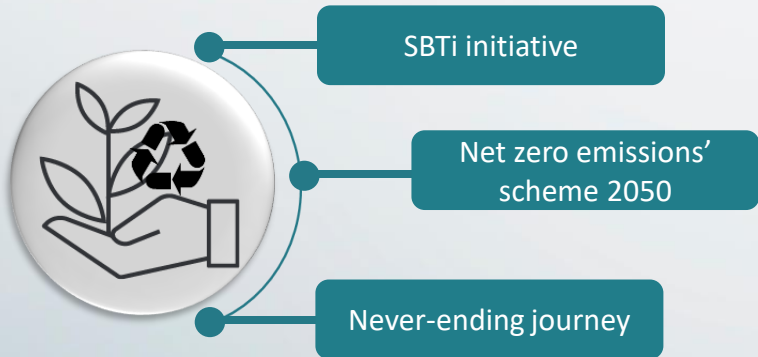 SBTi initiative
Net zero emissions’
scheme 2050
Never-ending journey